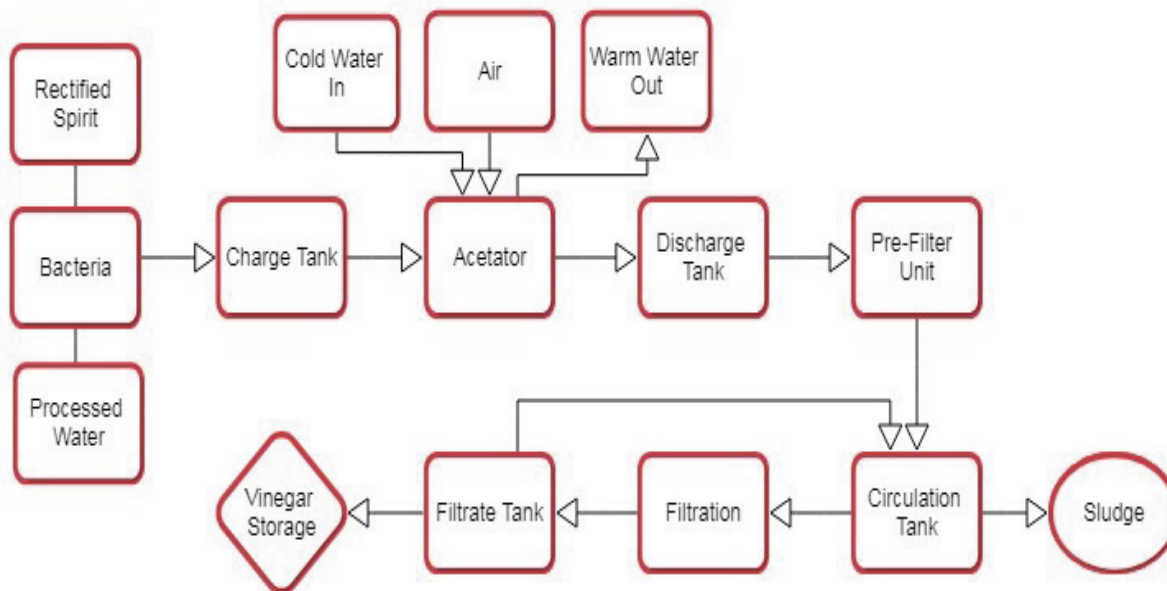 Rectified
Spirit
Cold Water
In
Air
Warm Water
Out
Bacteria
Charge Tank
Acetator
Discharge
Tank
Pre-Filter
Unit
Processed
Water
Vinegar
Storage
Filtrate Tank
Filtration
Circulation
Tank
Sludge